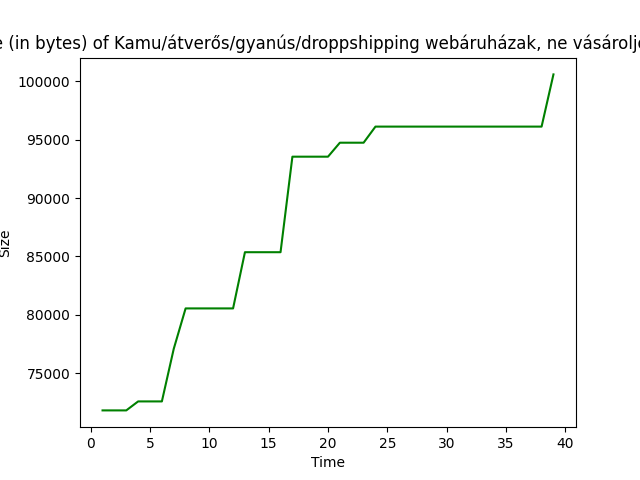 e (in bytes) of Kamu/átverős/gyanús/droppshipping webáruházak, ne vásárolj
100000
95000
90000
85000
80000
75000
Size
0 5 10 15 20 25 30 35 40
Time